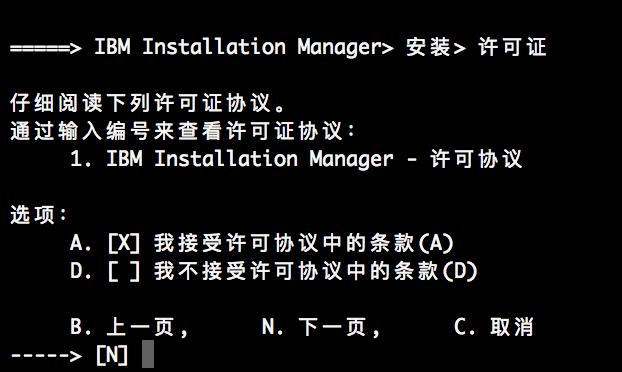 =====> IBM Installation Manager> 安装> 许可证
仔细阅读下列许可证协议。
通过输入编号来查看许可证协议:
1. IBM Installation Manager - 许可协议
选项:
A. [X] 我接受许可协议中的条款(A)
D. [ ] 我不接受许可协议中的条款(D)
B. 上一页, N. 下一页, C. 取消
-----> [N]